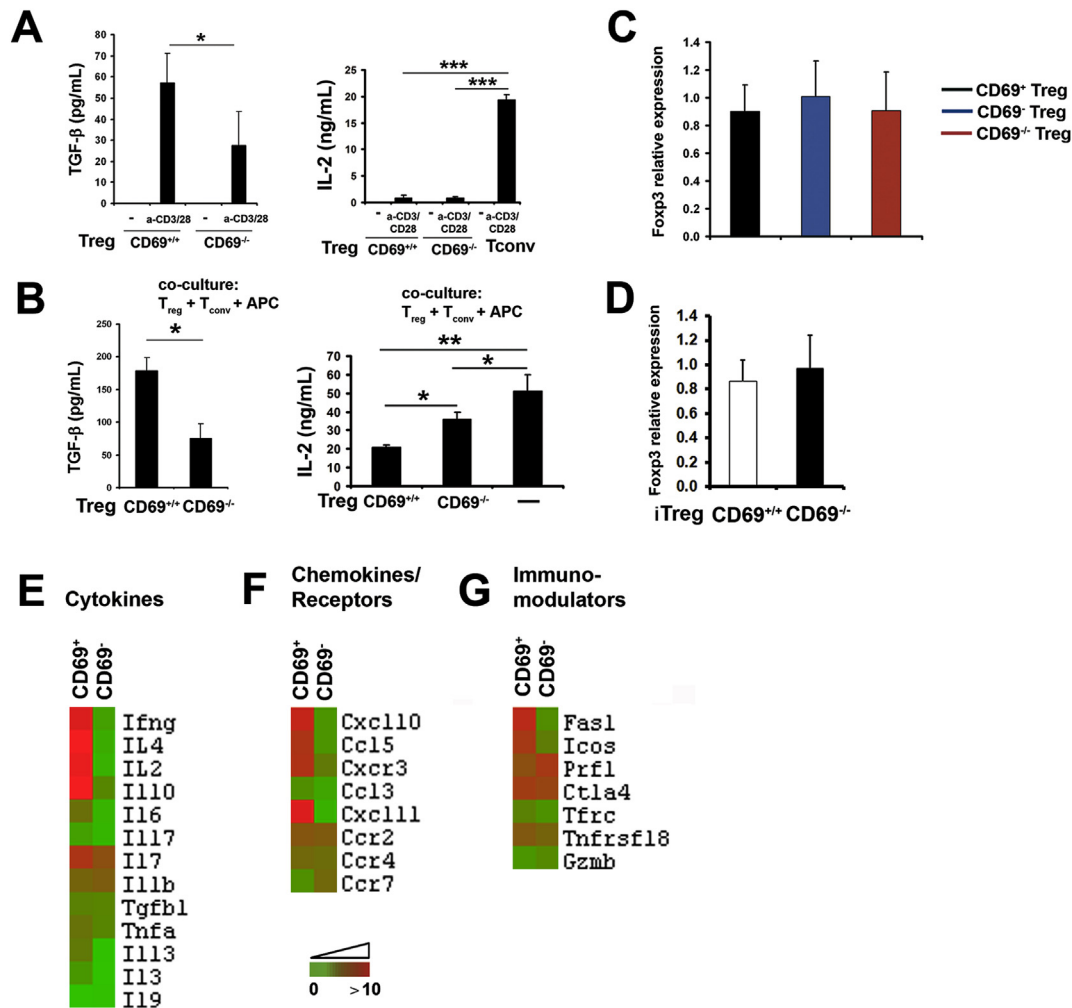 A
TGF-β (pg/mL)
80
70
60
50
40
30
20
10
0
*
- a-CD3/28 - a-CD3/28
Treg CD69+/+ CD69-/-
IL-2 (ng/mL)
25
20
15
10
5
0
***
***
- a-CD3/CD28 - a-CD3/CD28 - a-CD3/CD28
Treg CD69+/+ CD69-/- Tconv
C
Foxp3 relative expression
1.4
1.2
1.0
0.8
0.6
0.4
0.2
0.0
CD69+ Treg
CD69- Treg
CD69-/- Treg
B
co-culture:
Treg + Tconv + APC
TGF-β (pg/mL)
250
200
150
100
50
0
*
Treg CD69+/+ CD69-/-
co-culture:
Treg + Tconv + APC
IL-2 (ng/mL)
70
60
50
40
30
20
10
0
**
*
*
Treg CD69+/+ CD69-/- —
D
Foxp3 relative expression
1.4
1.2
1.0
0.8
0.6
0.4
0.2
0.0
iTreg CD69+/+ CD69-/-
E Cytokines
CD69+ CD69-
Ifng
IL4
IL2
Il10
Il6
Il17
Il7
Il1b
Tgfb1
Tnfa
Il13
Il3
Il9
F Chemokines/
Receptors
CD69+ CD69-
Cxcl10
Ccl5
Cxcr3
Ccl3
Cxcl11
Ccr2
Ccr4
Ccr7
0 >10
G Immuno-
modulators
CD69+ CD69-
Fasl
Icos
Prf1
Ctla4
Tfrc
Tnfrsf18
Gzmb